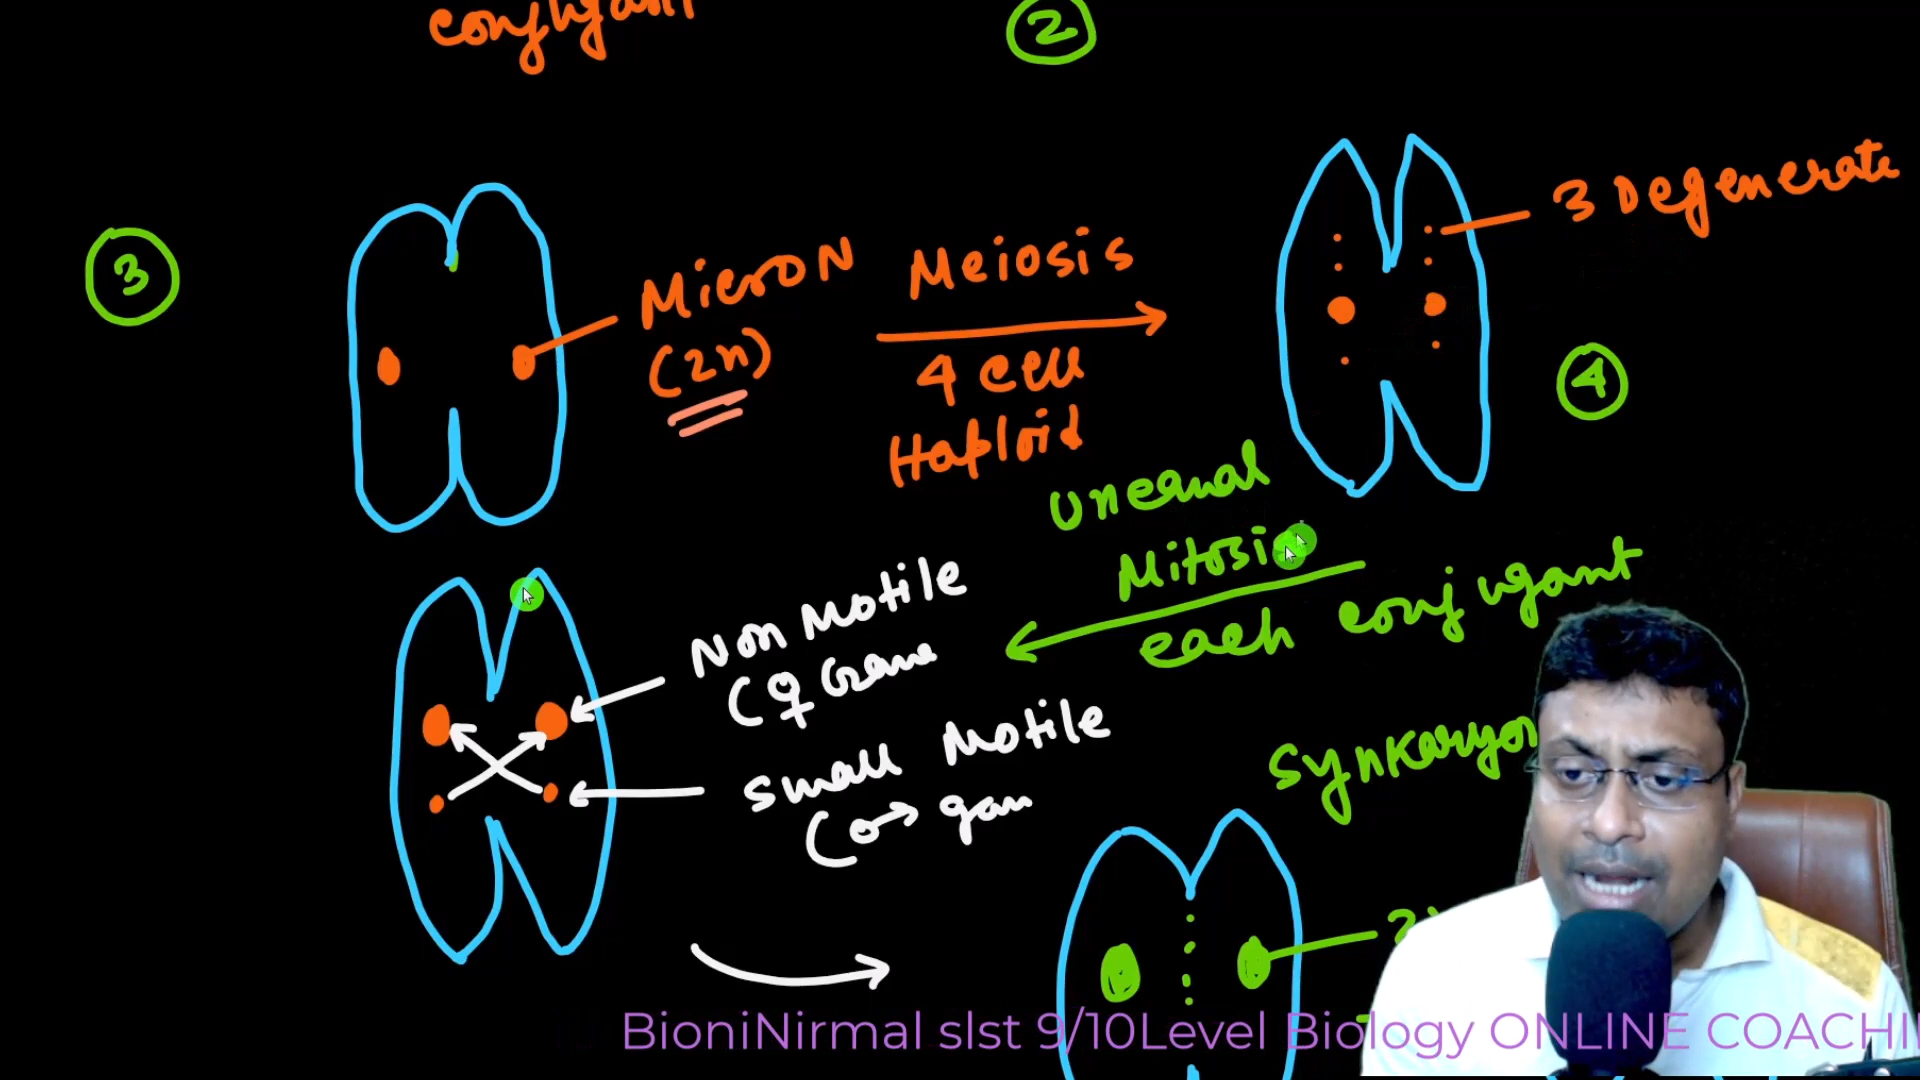 conjugant
2
3
MicroN
(2n)
Meiosis
4 Cell
Haploid
3 Degenerate
4
Unequal
Mitosis
each conjugant
Non Motile
(♀ Game
Small Motile
(♂ gam
Synkaryon
BioniNirmal slst 9/10Level Biology ONLINE COACHI